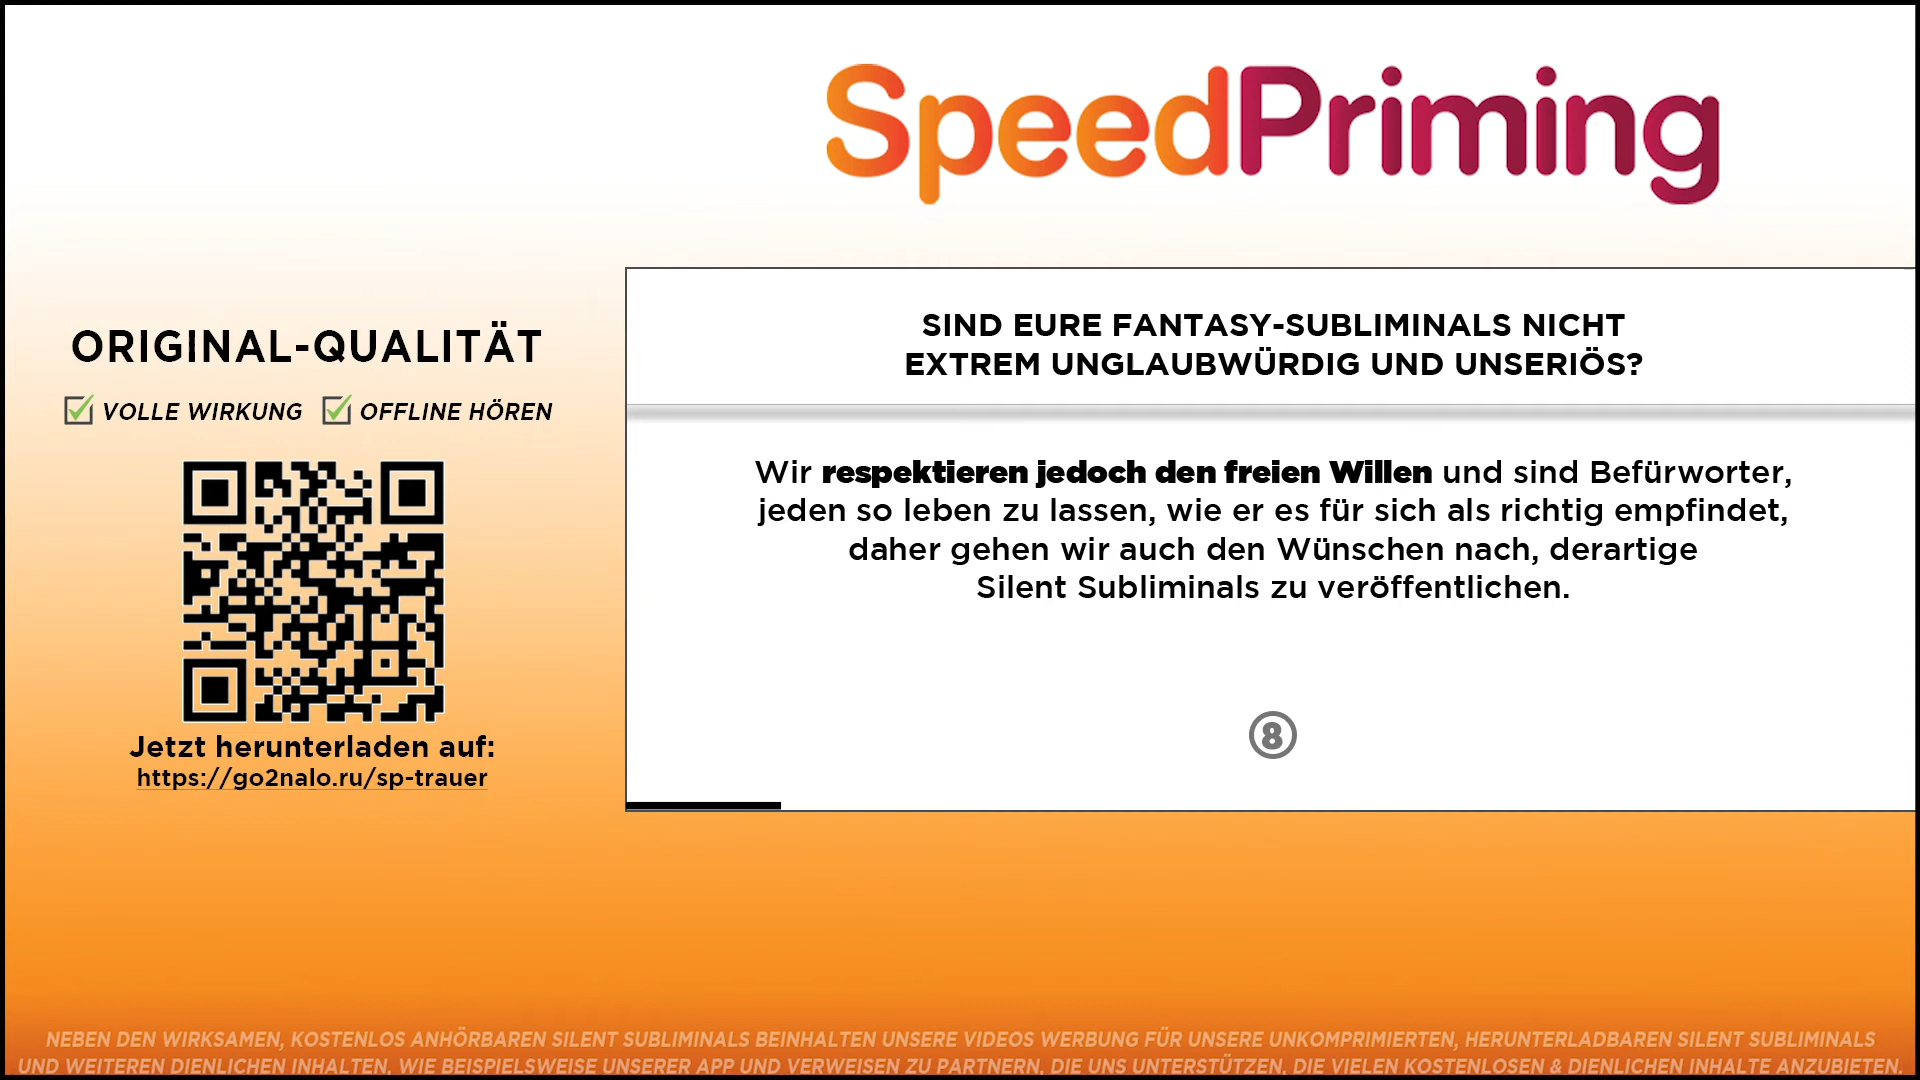 SpeedPriming
ORIGINAL-QUALITÄT
VOLLE WIRKUNG OFFLINE HÖREN
Jetzt herunterladen auf:
https://go2nalo.ru/sp-trauer
SIND EURE FANTASY-SUBLIMINALS NICHT
EXTREM UNGLAUBWÜRDIG UND UNSERIÖS?
Wir respektieren jedoch den freien Willen und sind Befürworter,
jeden so leben zu lassen, wie er es für sich als richtig empfindet,
daher gehen wir auch den Wünschen nach, derartige
Silent Subliminals zu veröffentlichen.
8
NEBEN DEN WIRKSAMEN, KOSTENLOS ANHÖRBAREN SILENT SUBLIMINALS BEINHALTEN UNSERE VIDEOS WERBUNG FÜR UNSERE UNKOMPRIMIERTEN, HERUNTERLADBAREN SILENT SUBLIMINALS
UND WEITEREN DIENLICHEN INHALTEN, WIE BEISPIELSWEISE UNSERER APP UND VERWEISEN ZU PARTNERN, DIE UNS UNTERSTÜTZEN, DIE VIELEN KOSTENLOSEN & DIENLICHEN INHALTE ANZUBIETEN.